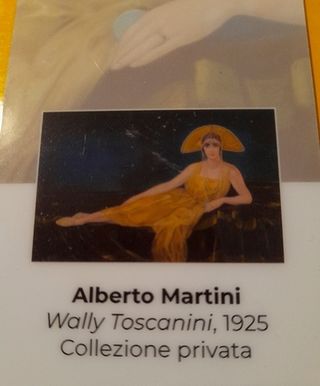 Alberto Martini
Wally Toscanini, 1925
Collezione privata